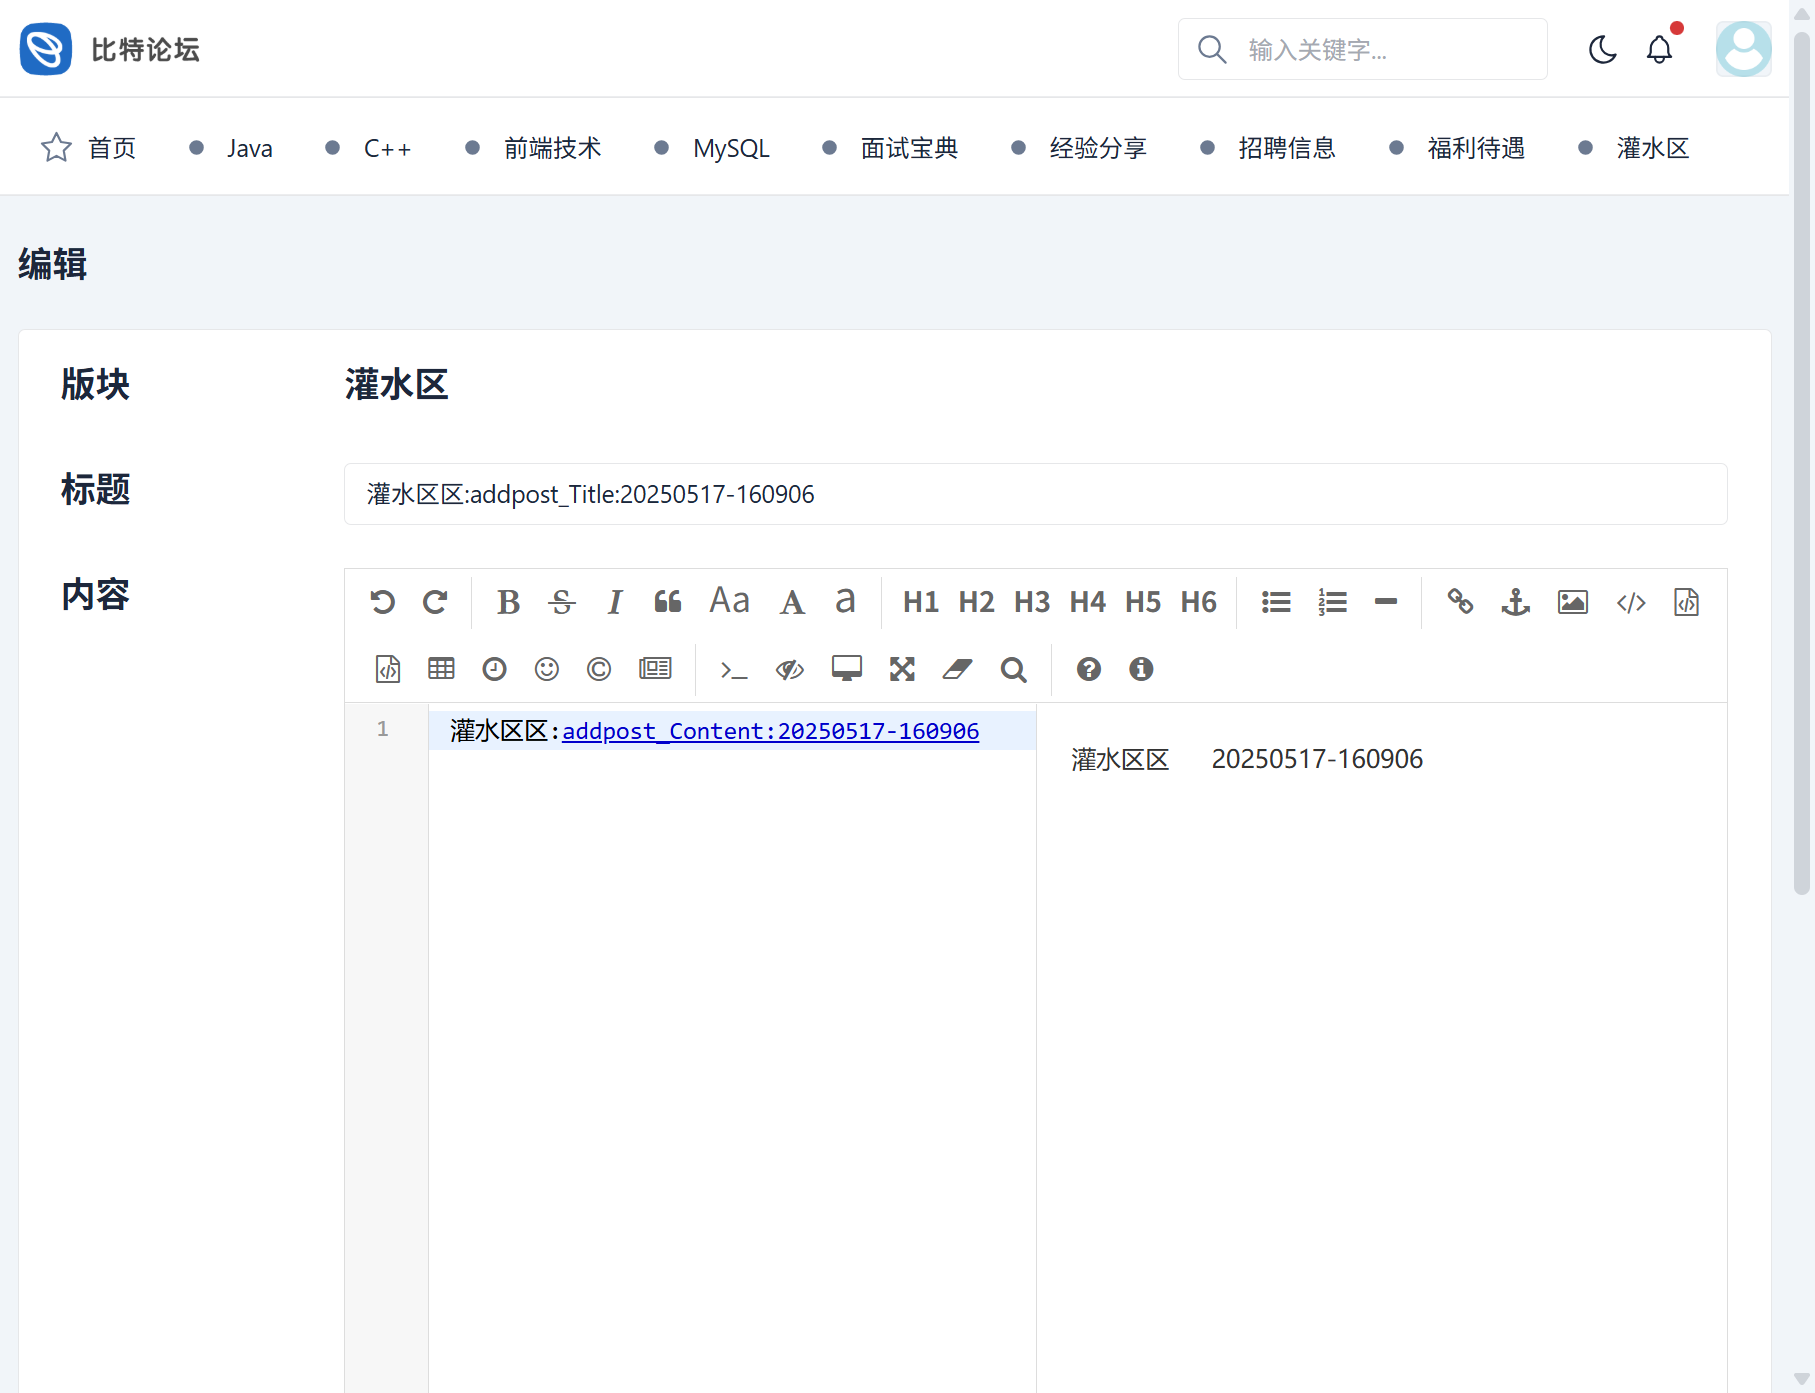 比特论坛
输入关键字...
首页 Java C++ 前端技术 MySQL 面试宝典 经验分享 招聘信息 福利待遇 灌水区
编辑
版块 灌水区
标题 灌水区区:addpost_Title:20250517-160906
内容
B S I Aa A a H1 H2 H3 H4 H5 H6
1 灌水区区:addpost_Content:20250517-160906
灌水区区 20250517-160906